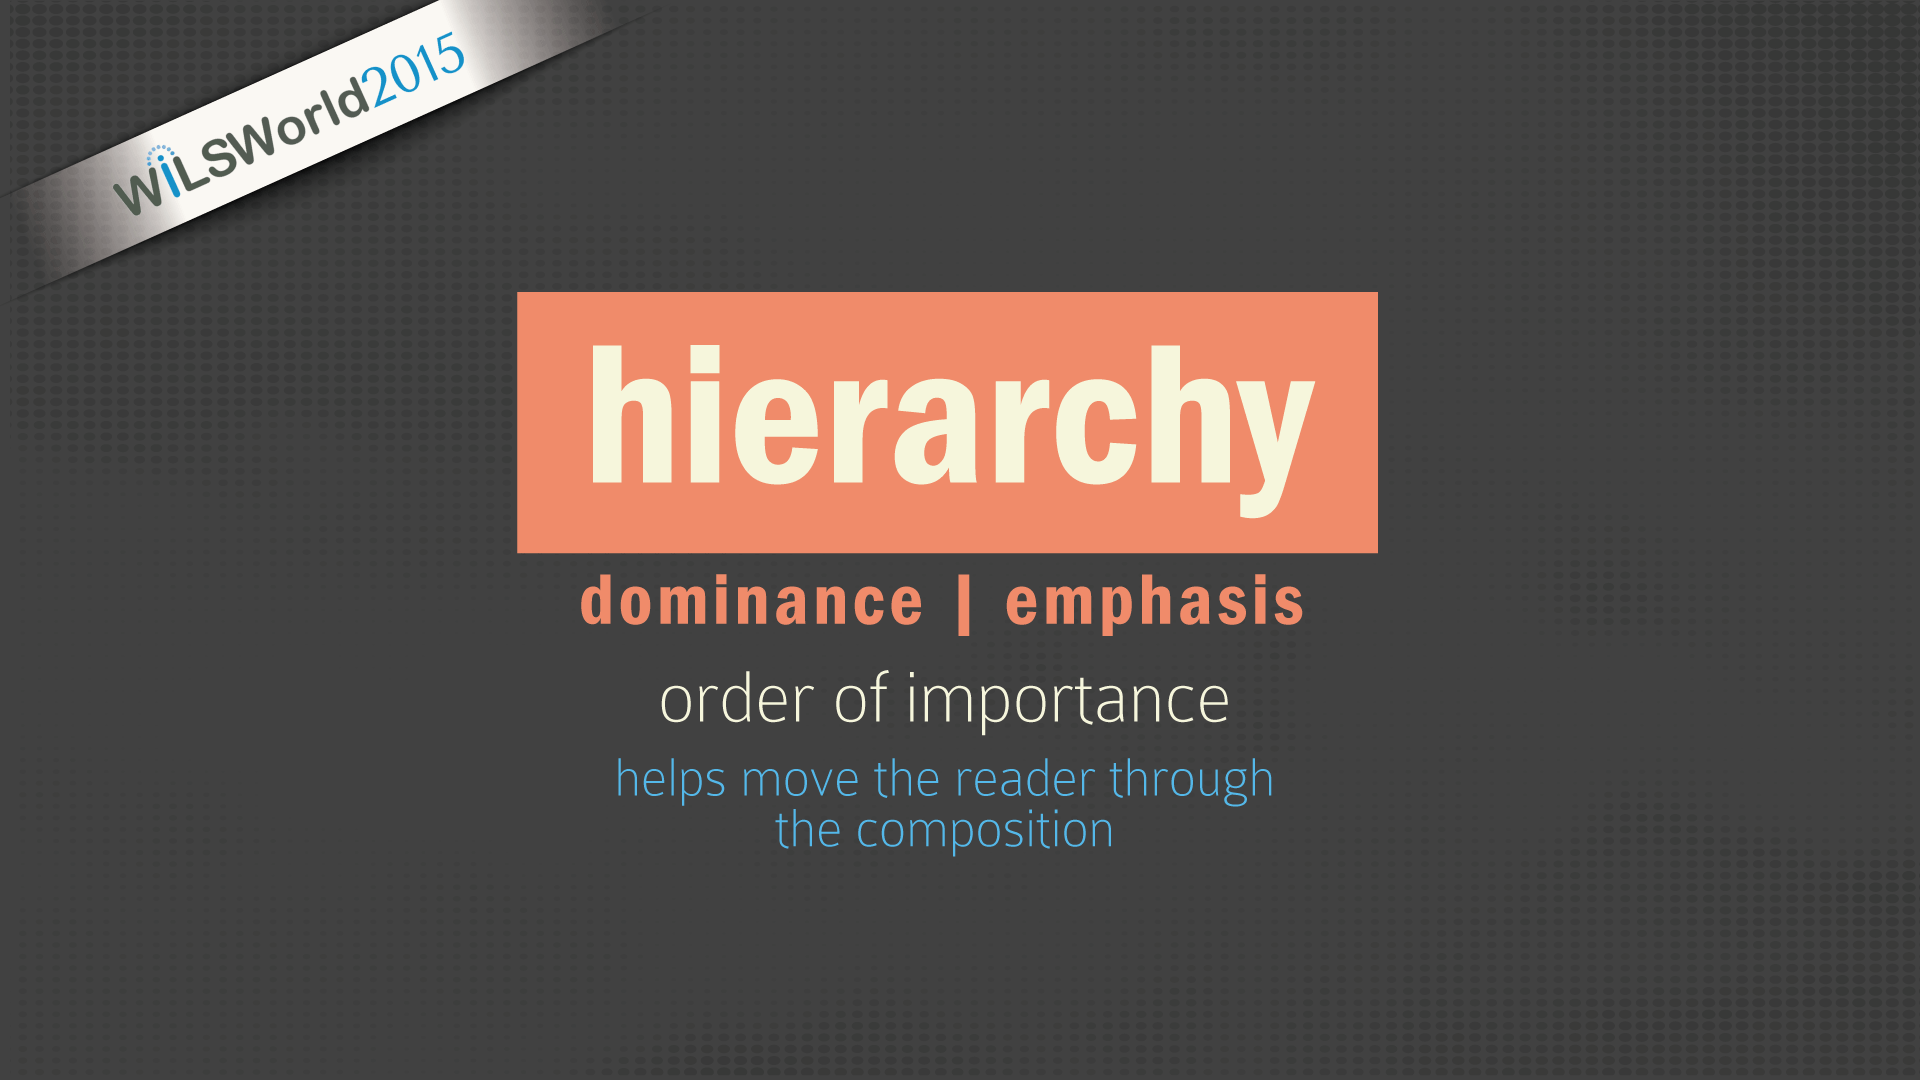 WiLSWorld2015
hierarchy
dominance | emphasis
order of importance
helps move the reader through
the composition